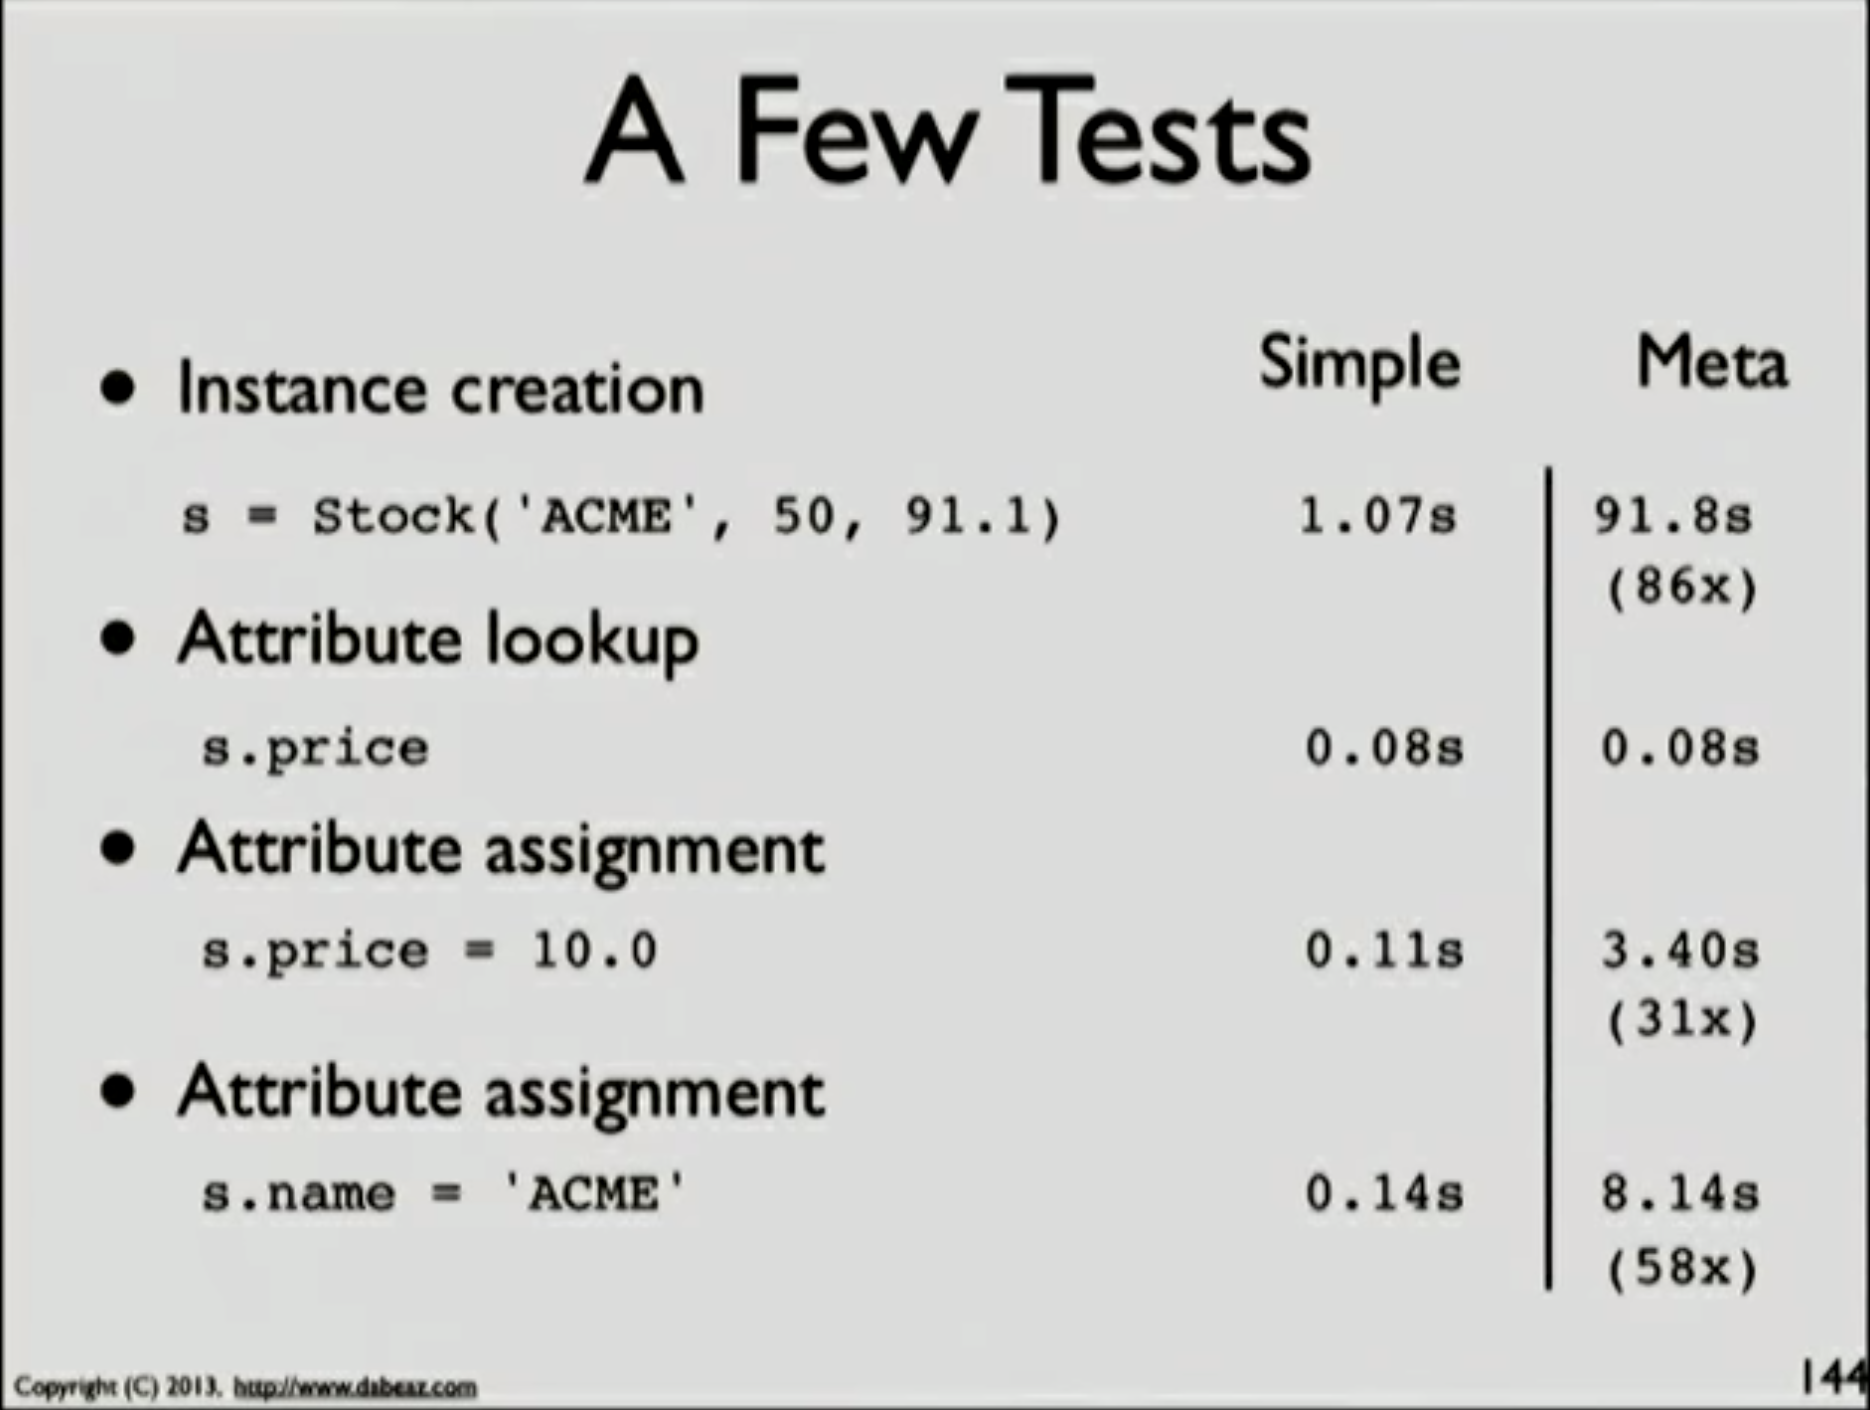 A Few Tests
Simple Meta
• Instance creation
s = Stock('ACME', 50, 91.1) 1.07s 91.8s
(86x)
• Attribute lookup
s.price 0.08s 0.08s
• Attribute assignment
s.price = 10.0 0.11s 3.40s
(31x)
• Attribute assignment
s.name = 'ACME' 0.14s 8.14s
(58x)
Copyright (C) 2013, http://www.dabeaz.com 144